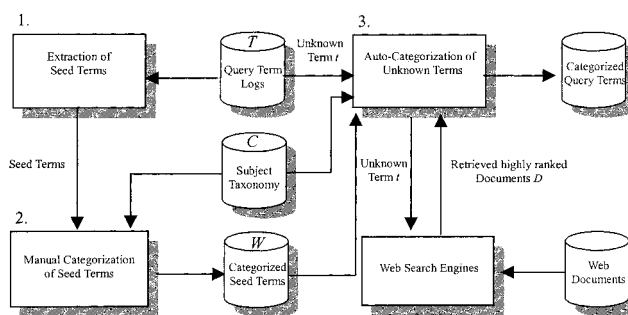 1.
Extraction of
Seed Terms
T
Query Term
Logs
Unknown
Term t
3.
Auto-Categorization of
Unknown Terms
Categorized
Query Terms
Seed Terms
C
Subject
Taxonomy
Unknown
Term t
Retrieved highly ranked
Documents D
2.
Manual Categorization
of Seed Terms
W
Categorized
Seed Terms
Web Search Engines
Web
Documents